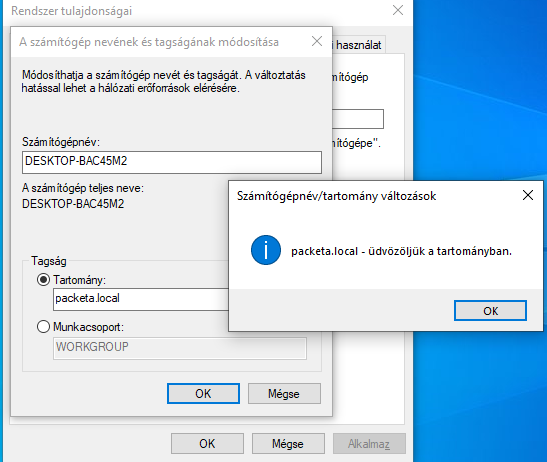 Rendszer tulajdonságai
A számítógép nevének és tagságának módosítása
i használat
Módosíthatja a számítógép nevét és tagságát. A változtatás
hatással lehet a hálózati erőforrások elérésére.
ímítógép
ímítógépe".
Számítógépnév:
DESKTOP-BAC45M2
A számítógép teljes neve:
DESKTOP-BAC45M2
Számítógépnév/tartomány változások
packeta.local - üdvözöljük a tartományban.
OK
Tagság
Tartomány:
packeta.local
Munkacsoport:
WORKGROUP
OK
Mégse
OK
Mégse
Alkalmaz